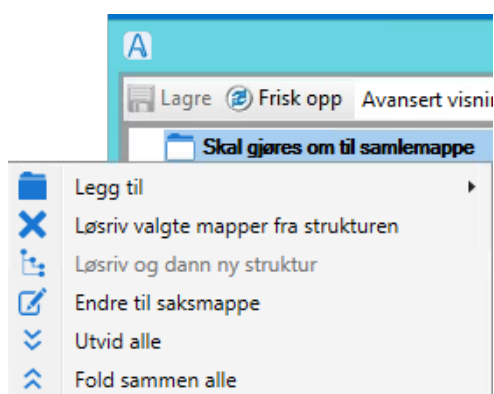 A
Lagre Frisk opp Avansert
Skal gjøres om til samlemappe
Legg til
Løsriv valgte mapper fra strukturen
Løsriv og dann ny struktur
Endre til saksmappe
Utvid alle
Fold sammen alle